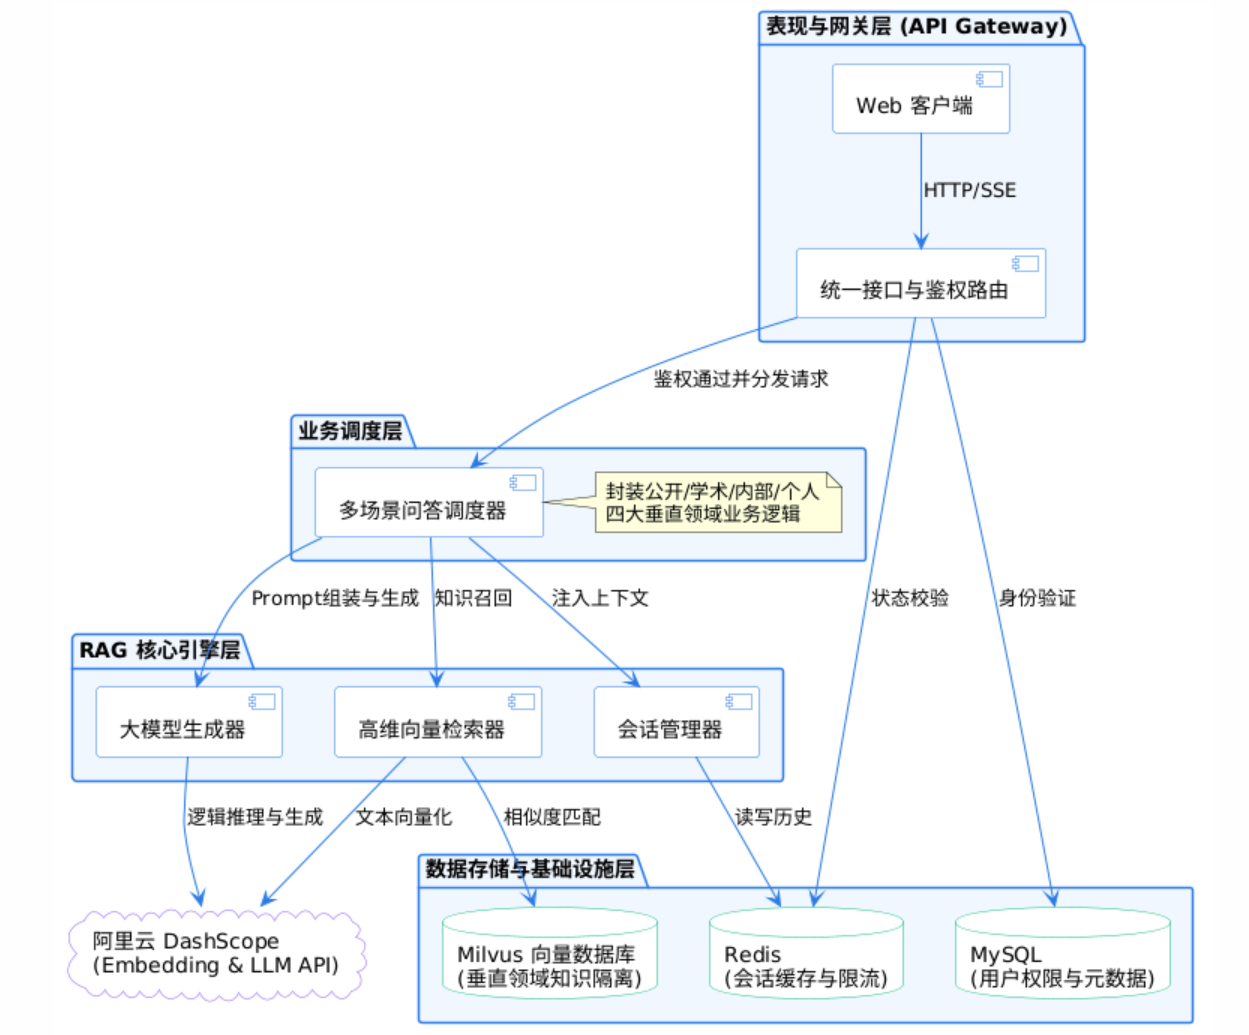 表现与网关层 (API Gateway)
Web 客户端
HTTP/SSE
统一接口与鉴权路由
鉴权通过并分发请求
业务调度层
多场景问答调度器
封装公开/学术/内部/个人
四大垂直领域业务逻辑
Prompt组装与生成
知识召回
注入上下文
状态校验
身份验证
RAG 核心引擎层
大模型生成器
高维向量检索器
会话管理器
逻辑推理与生成
文本向量化
相似度匹配
读写历史
数据存储与基础设施层
阿里云 DashScope
(Embedding & LLM API)
Milvus 向量数据库
(垂直领域知识隔离)
Redis
(会话缓存与限流)
MySQL
(用户权限与元数据)